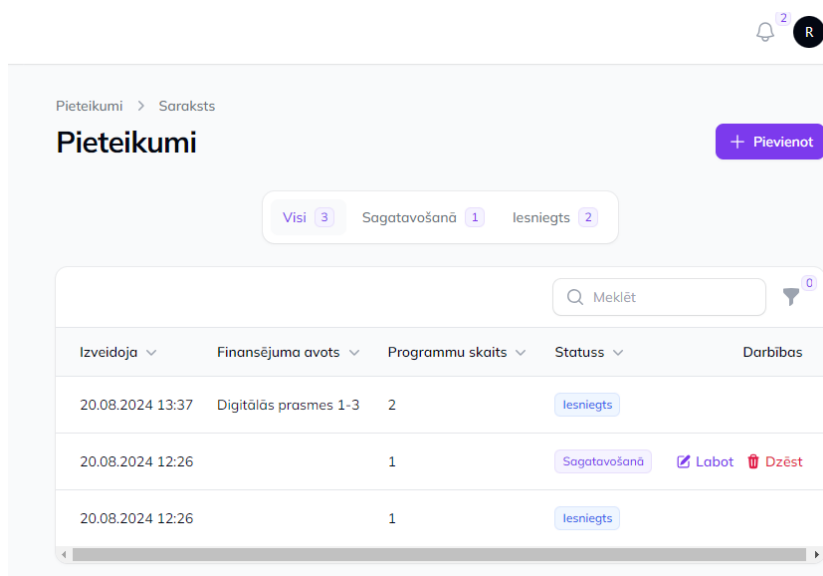 2
R
Pieteikumi > Saraksts
Pieteikumi
+ Pievienot
Visi 3 Sagatavošanā 1 Iesniegts 2
Meklēt 0
Izveidoja Finansējuma avots Programmu skaits Statuss Darbības
20.08.2024 13:37 Digitālās prasmes 1-3 2 Iesniegts
20.08.2024 12:26 1 Sagatavošanā Labot Dzēst
20.08.2024 12:26 1 Iesniegts